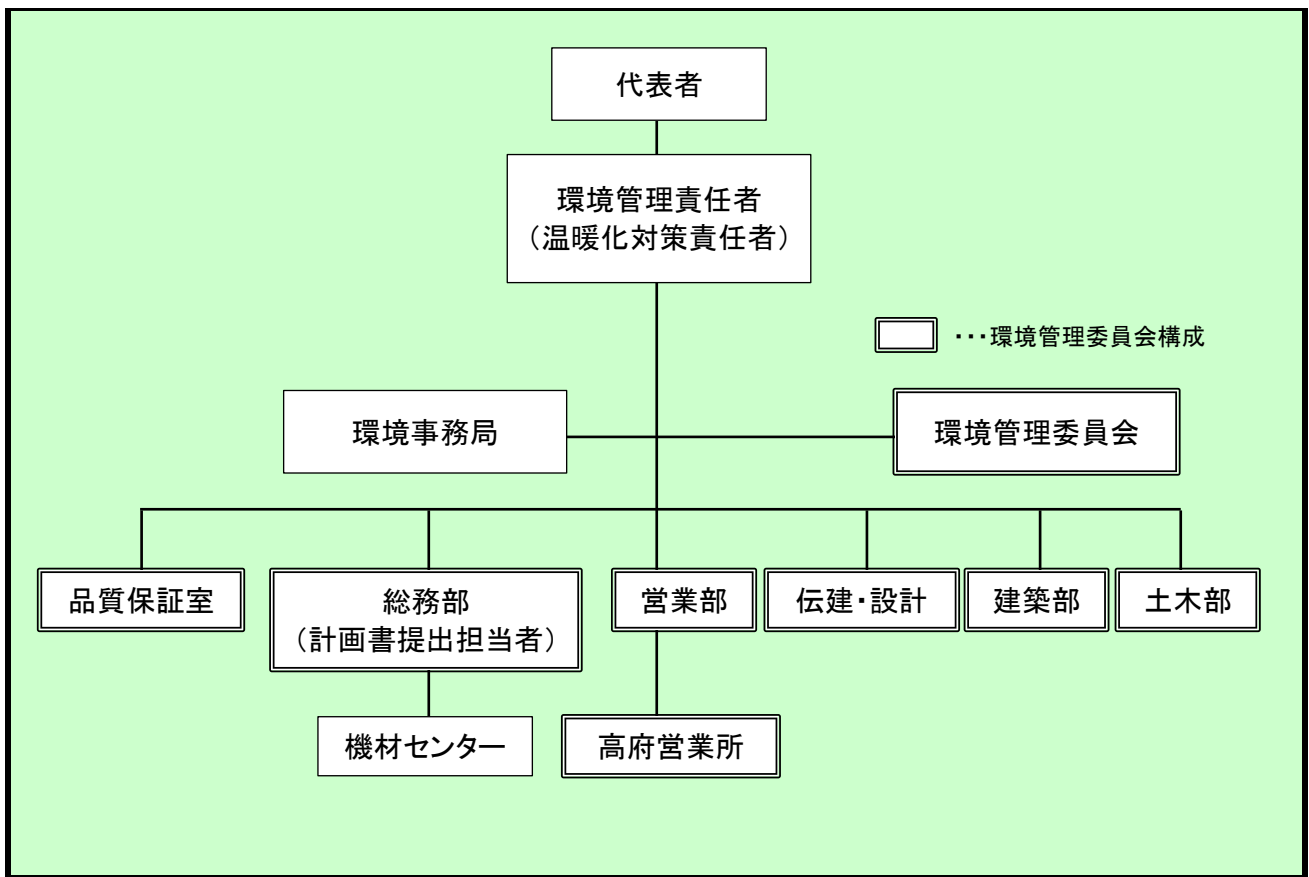 代表者
環境管理責任者
（温暖化対策責任者）
･･･環境管理委員会構成
環境事務局
環境管理委員会
品質保証室
総務部
（計画書提出担当者）
営業部
伝建・設計
建築部
土木部
機材センター
高府営業所